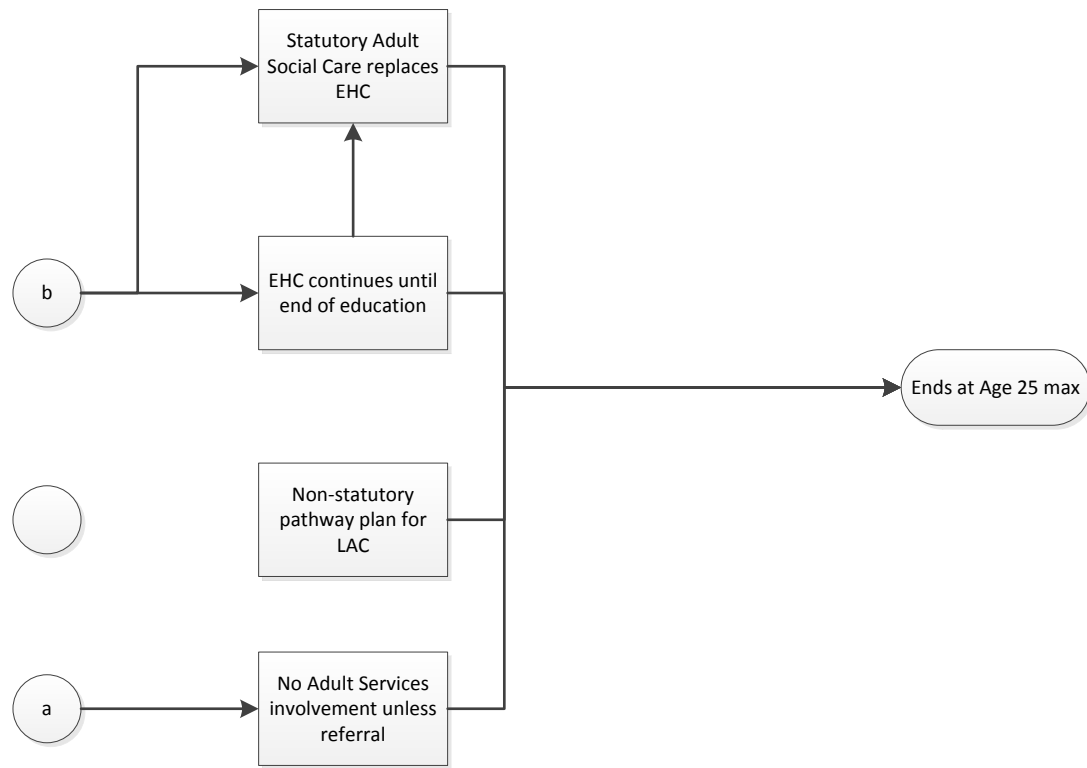 Statutory Adult
Social Care replaces
EHC
b
EHC continues until
end of education
Ends at Age 25 max
Non-statutory
pathway plan for
LAC
a
No Adult Services
involvement unless
referral